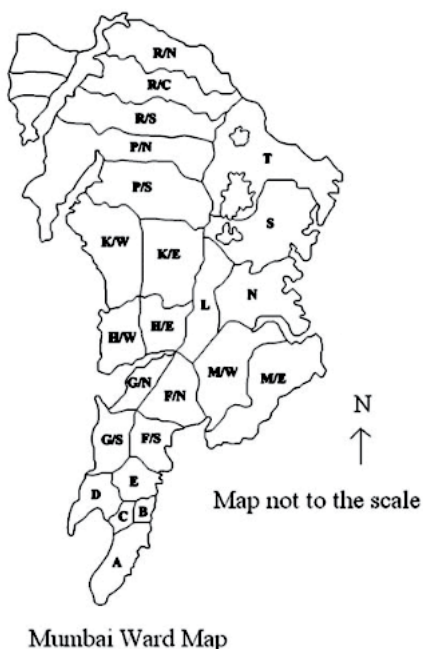 R/N
R/C
R/S
P/N
T
P/S
S
K/W
K/E
L
N
H/W
H/E
G/N
M/W
M/E
F/N
N
G/S
F/S
E
D
Map not to the scale
C
B
A
Mumbai Ward Map